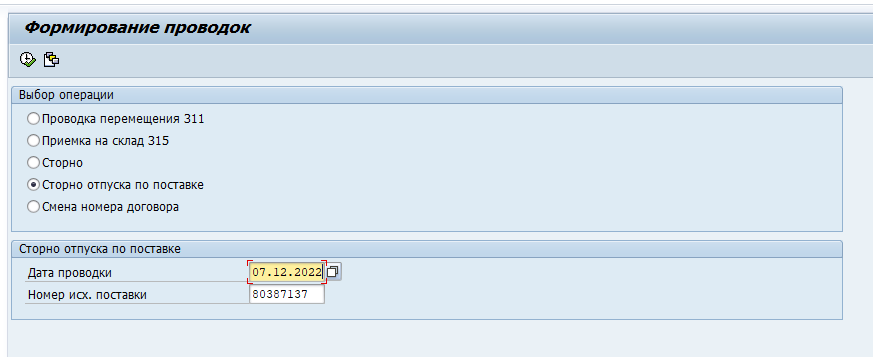 Формирование проводок
Выбор операции
Проводка перемещения 311
Приемка на склад 315
Сторно
Сторно отпуска по поставке
Смена номера договора
Сторно отпуска по поставке
Дата проводки 07.12.2022
Номер исх. поставки 80387137